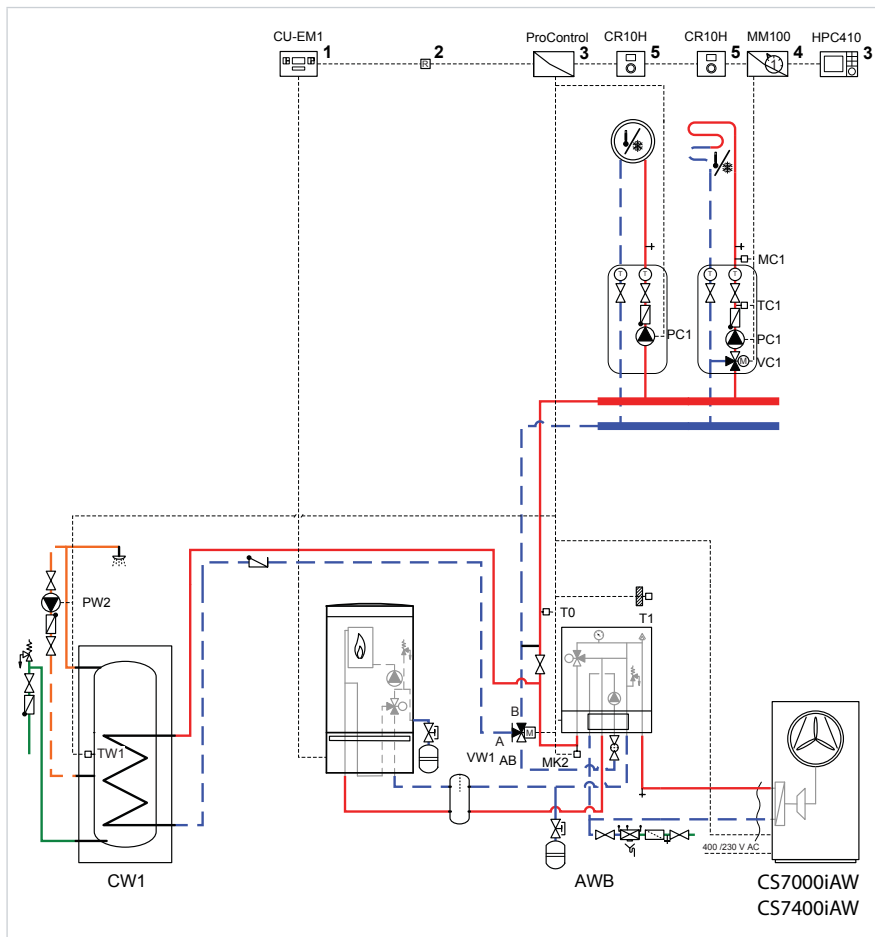 CU-EM1 1
2
R
ProControl 3
CR10H 5
CR10H 5
MM100 4
1
HPC410 3
T T
T T
MC1
TC1
PC1
PC1
M VC1
PW2
T0
T1
B
A
M
VW1 AB
MK2
TW1
400 /230 V AC
CW1
AWB
CS7000iAW
CS7400iAW